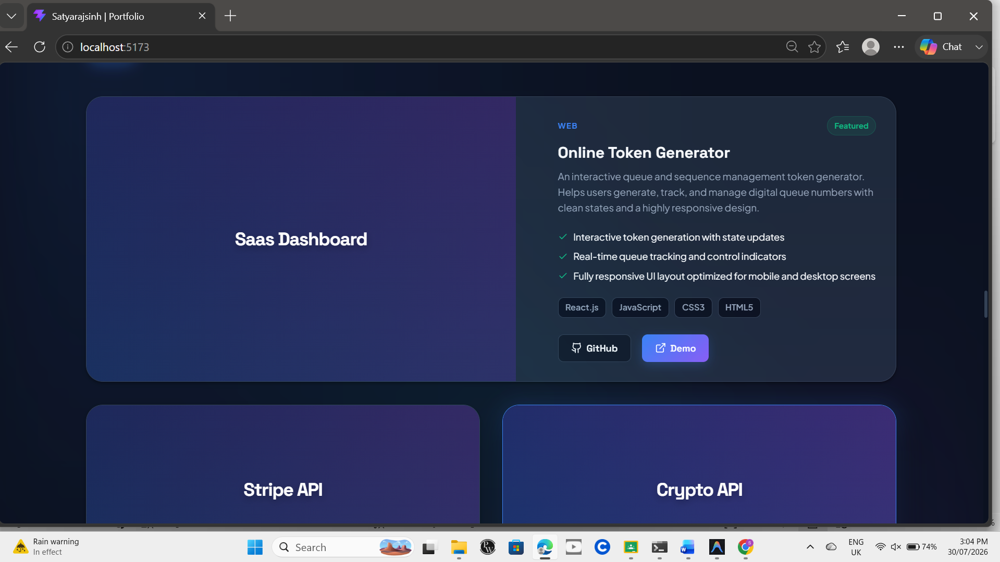 Satyarajsinh | Portfolio
localhost:5173
Chat
WEB
Featured
Online Token Generator
An interactive queue and sequence management token generator.
Helps users generate, track, and manage digital queue numbers with
clean states and a highly responsive design.
Saas Dashboard
Interactive token generation with state updates
Real-time queue tracking and control indicators
Fully responsive UI layout optimized for mobile and desktop screens
React.js JavaScript CSS3 HTML5
GitHub Demo
Stripe API
Crypto API
Rain warning
In effect
Search
ENG
UK
74%
3:04 PM
30/07/2026